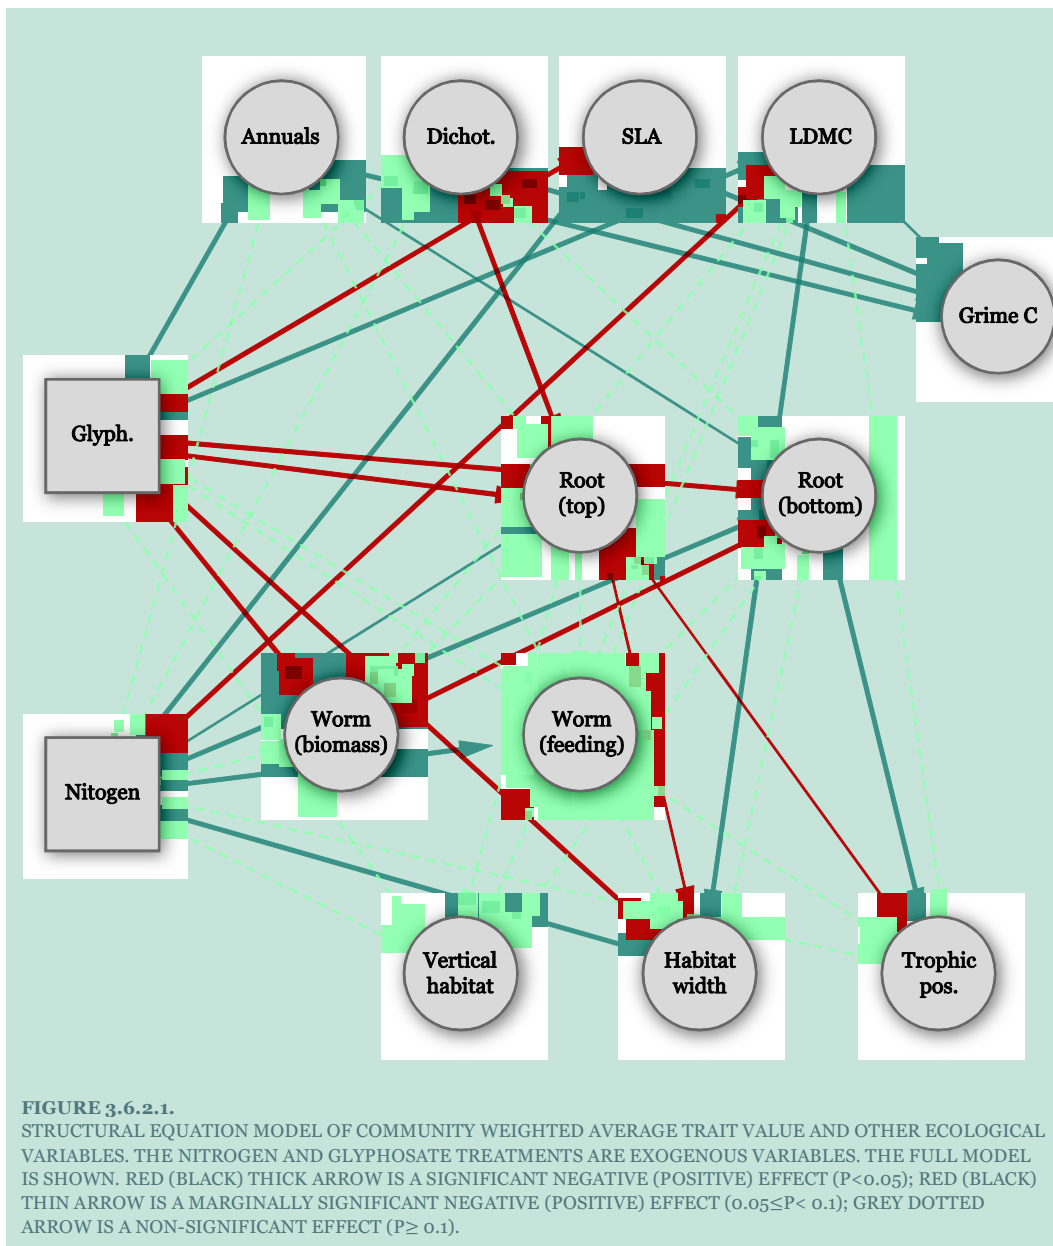 Annuals
Dichot.
SLA
LDMC
Grime C
Glyph.
Root
(top)
Root
(bottom)
Worm
(biomass)
Worm
(feeding)
Nitogen
Vertical
habitat
Habitat
width
Trophic
pos.
FIGURE 3.6.2.1.
STRUCTURAL EQUATION MODEL OF COMMUNITY WEIGHTED AVERAGE TRAIT VALUE AND OTHER ECOLOGICAL
VARIABLES. THE NITROGEN AND GLYPHOSATE TREATMENTS ARE EXOGENOUS VARIABLES. THE FULL MODEL
IS SHOWN. RED (BLACK) THICK ARROW IS A SIGNIFICANT NEGATIVE (POSITIVE) EFFECT (P<0.05); RED (BLACK)
THIN ARROW IS A MARGINALLY SIGNIFICANT NEGATIVE (POSITIVE) EFFECT (0.05≤P< 0.1); GREY DOTTED
ARROW IS A NON-SIGNIFICANT EFFECT (P≥ 0.1).